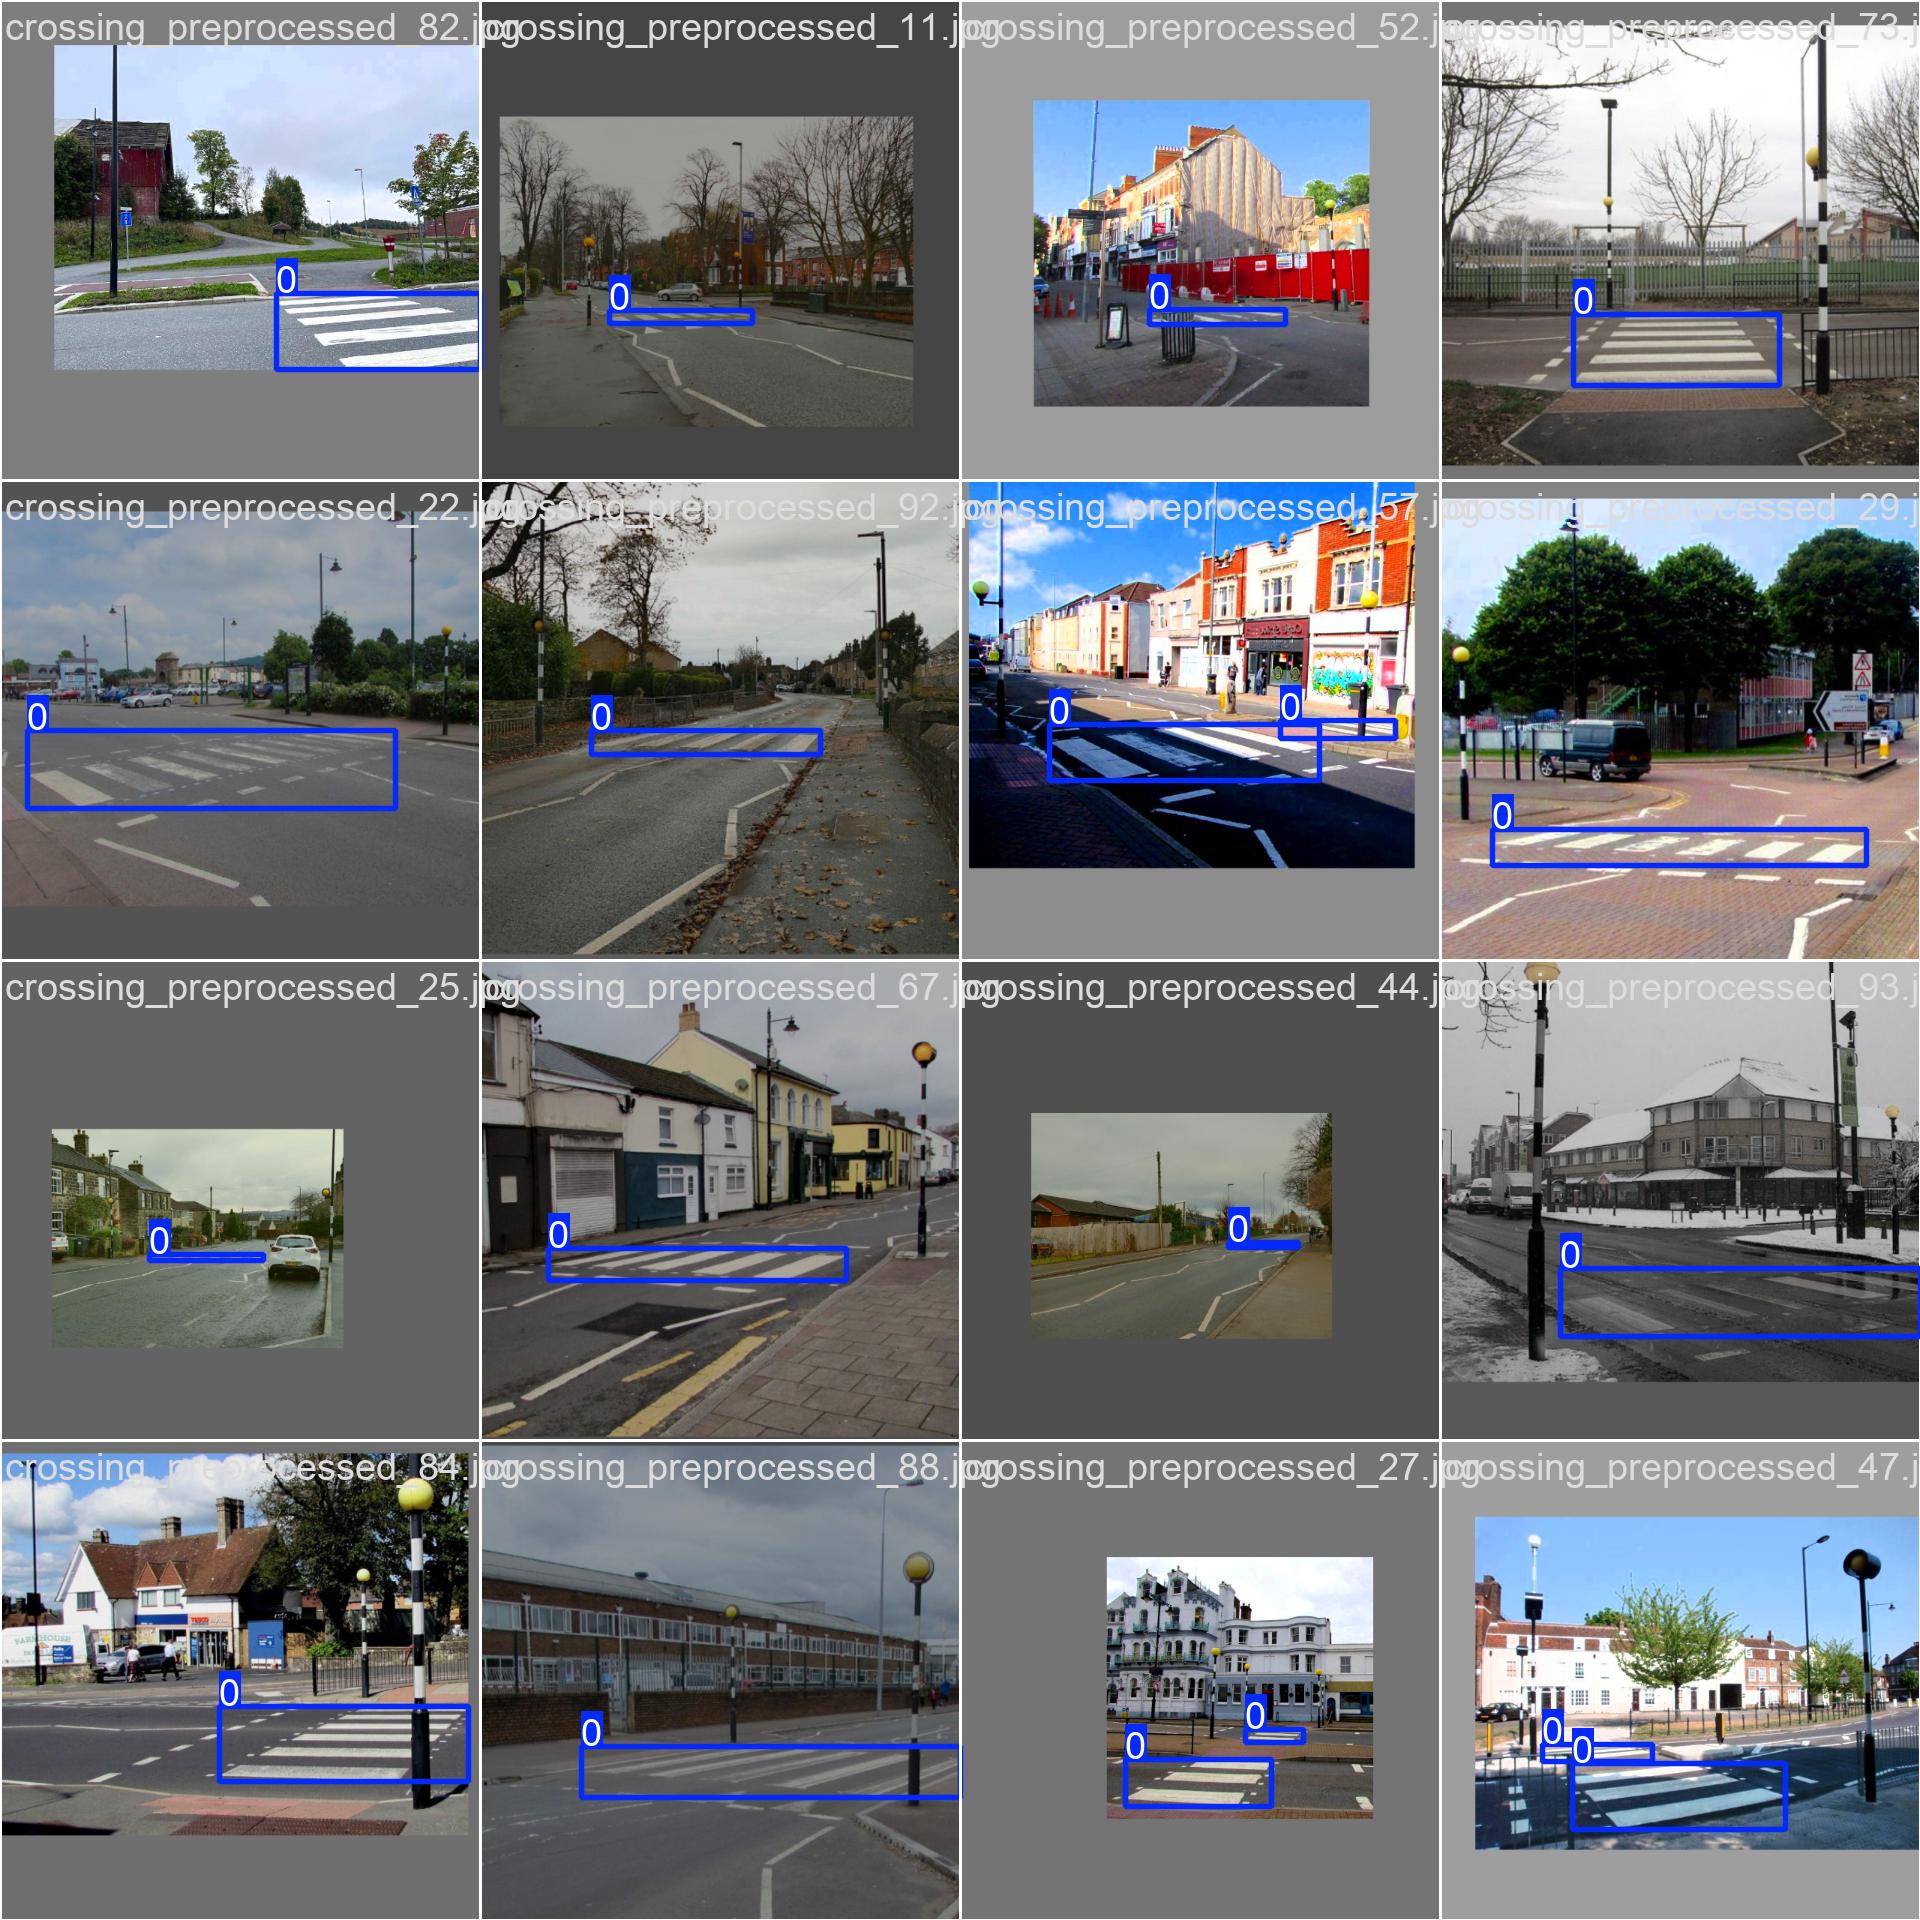 crossing_preprocessed_82.jpg
crossing_preprocessed_11.jpg
crossing_preprocessed_52.jpg
crossing_preprocessed_73.j
0
0
0
0
crossing_preprocessed_22.jpg
crossing_preprocessed_92.jpg
crossing_preprocessed_57.jpg
crossing_preprocessed_29.j
0
0
0
0
0
crossing_preprocessed_25.jpg
crossing_preprocessed_67.jpg
crossing_preprocessed_44.jpg
crossing_preprocessed_93.j
0
0
0
0
crossing_preprocessed_84.jpg
crossing_preprocessed_88.jpg
crossing_preprocessed_27.jpg
crossing_preprocessed_47.j
TESCO
0
0
0
0
0
0